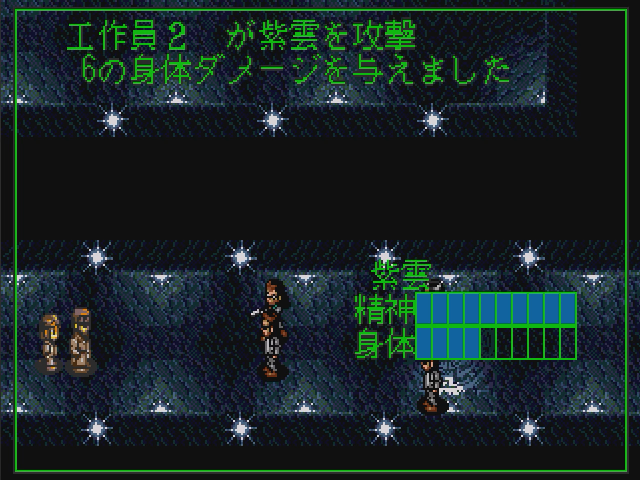 工作員２　が紫雲を攻撃
6の身体ダメージを与えました
紫雲
精神
身体